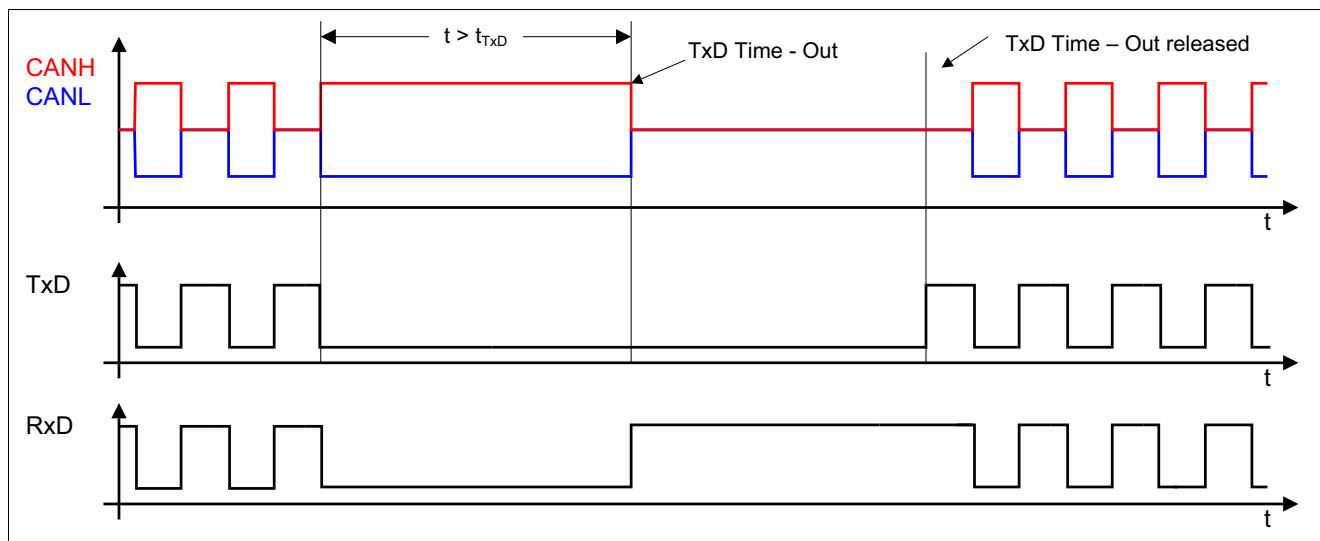 t > tTxD
TxD Time - Out
TxD Time – Out released
CANH
CANL
t
TxD
t
RxD
t